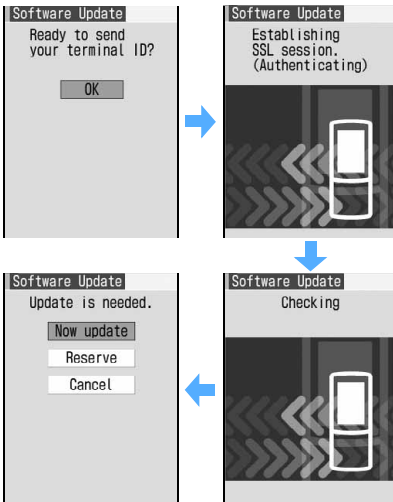 Software Update
Ready to send
your terminal ID?
OK
Software Update
Establishing
SSL session.
(Authenticating)
Software Update
Checking
Software Update
Update is needed.
Now update
Reserve
Cancel